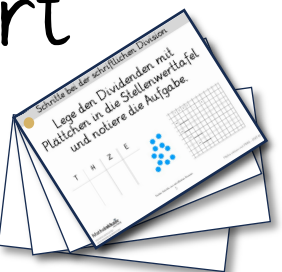 rt
Schritte bei der schriftlichen Division
Lege den Dividenden mit
Plättchen in die Stellenwerttafel
und notiere die Aufgabe.
T H Z E